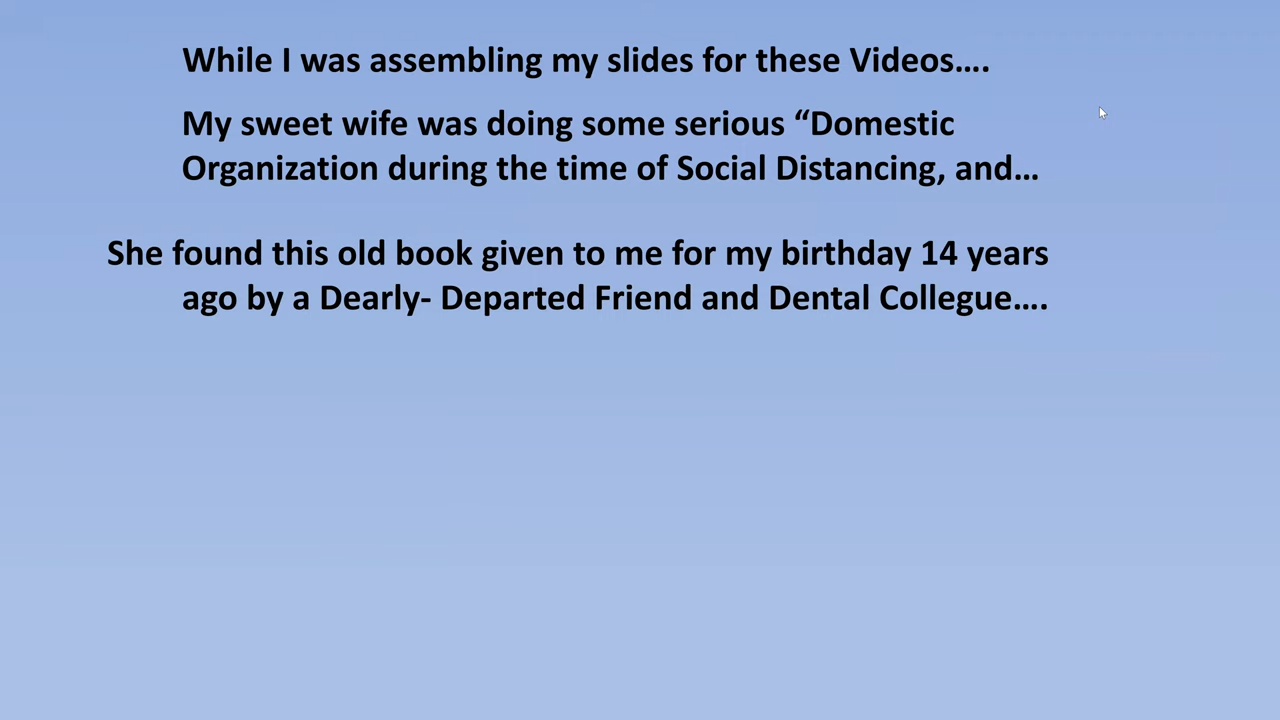 While I was assembling my slides for these Videos….
My sweet wife was doing some serious “Domestic
Organization during the time of Social Distancing, and…
She found this old book given to me for my birthday 14 years
ago by a Dearly- Departed Friend and Dental Collegue….